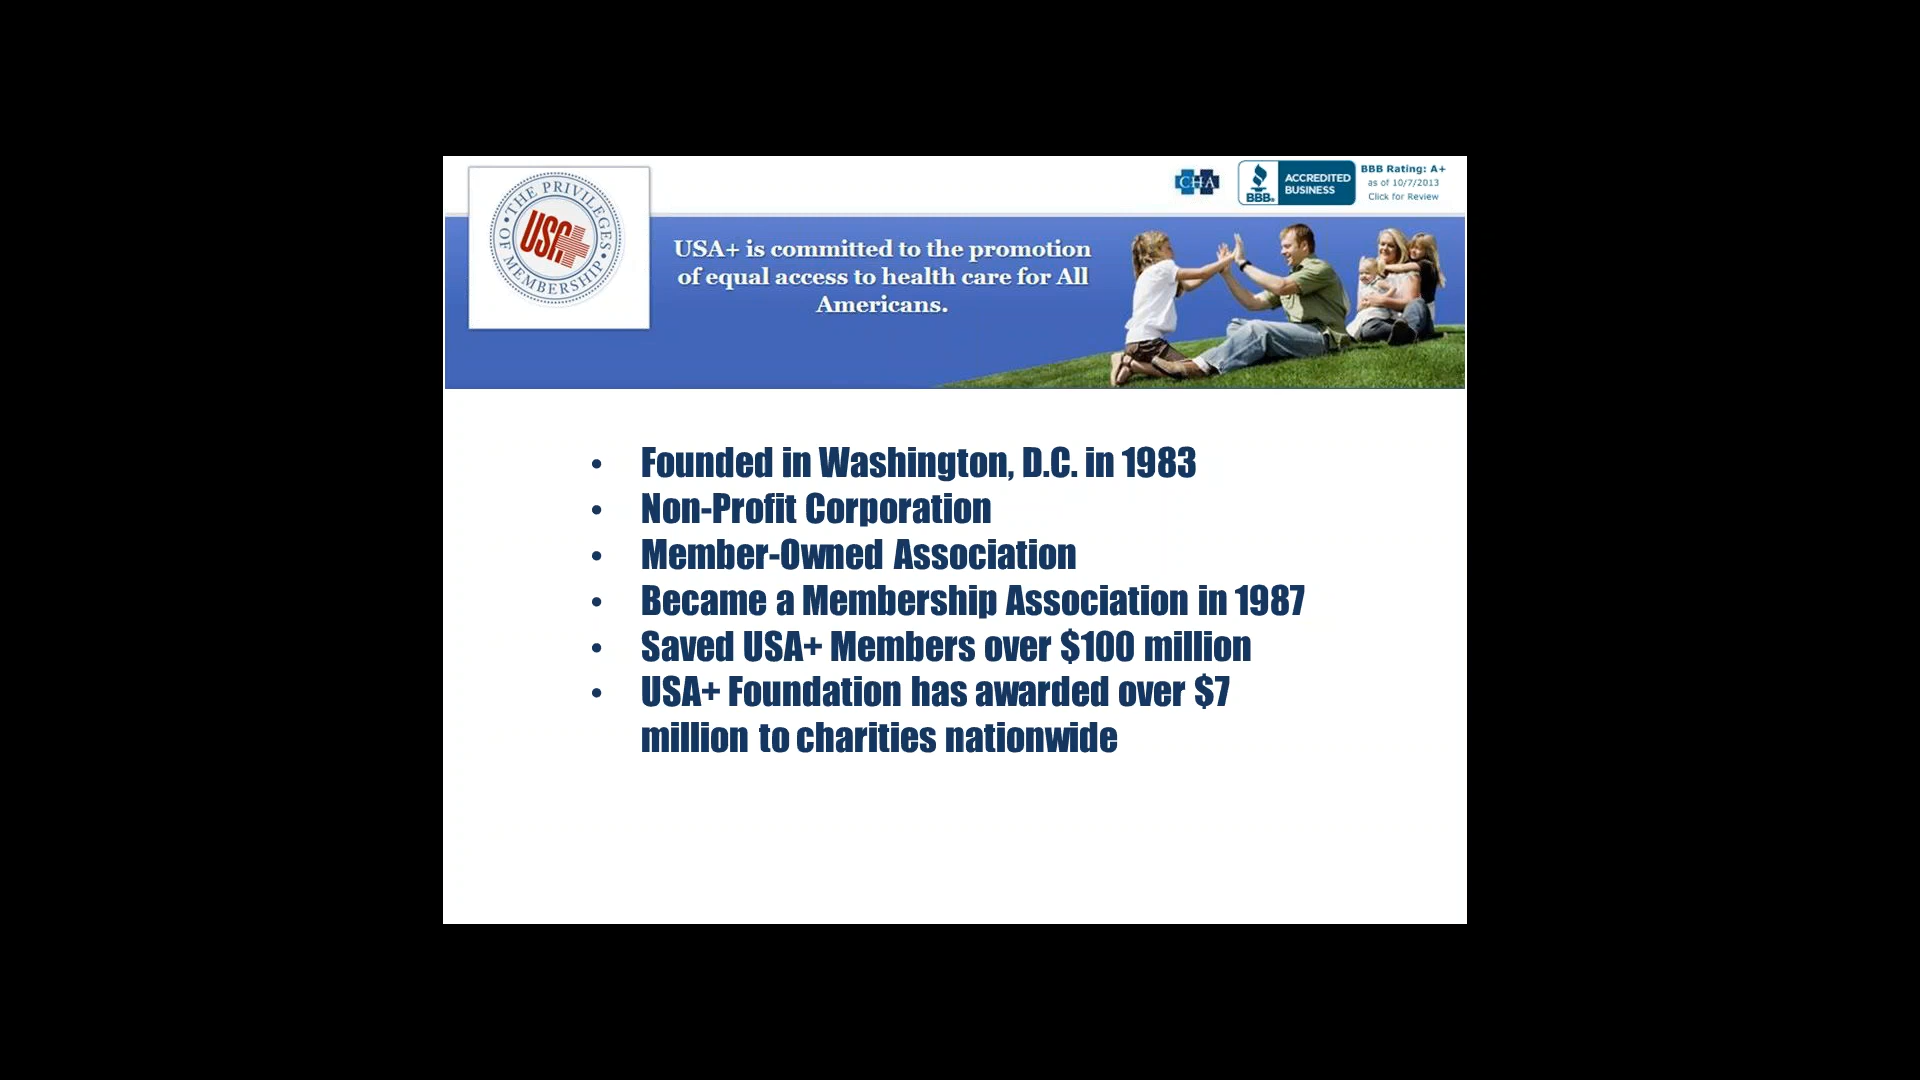 THE PRIVILEGES
OF MEMBERSHIP
USA+
CHA
BBB.
ACCREDITED
BUSINESS
BBB Rating: A+
as of 10/7/2013
Click for Review
USA+ is committed to the promotion
of equal access to health care for All
Americans.
• Founded in Washington, D.C. in 1983
• Non-Profit Corporation
• Member-Owned Association
• Became a Membership Association in 1987
• Saved USA+ Members over $100 million
• USA+ Foundation has awarded over $7
million to charities nationwide